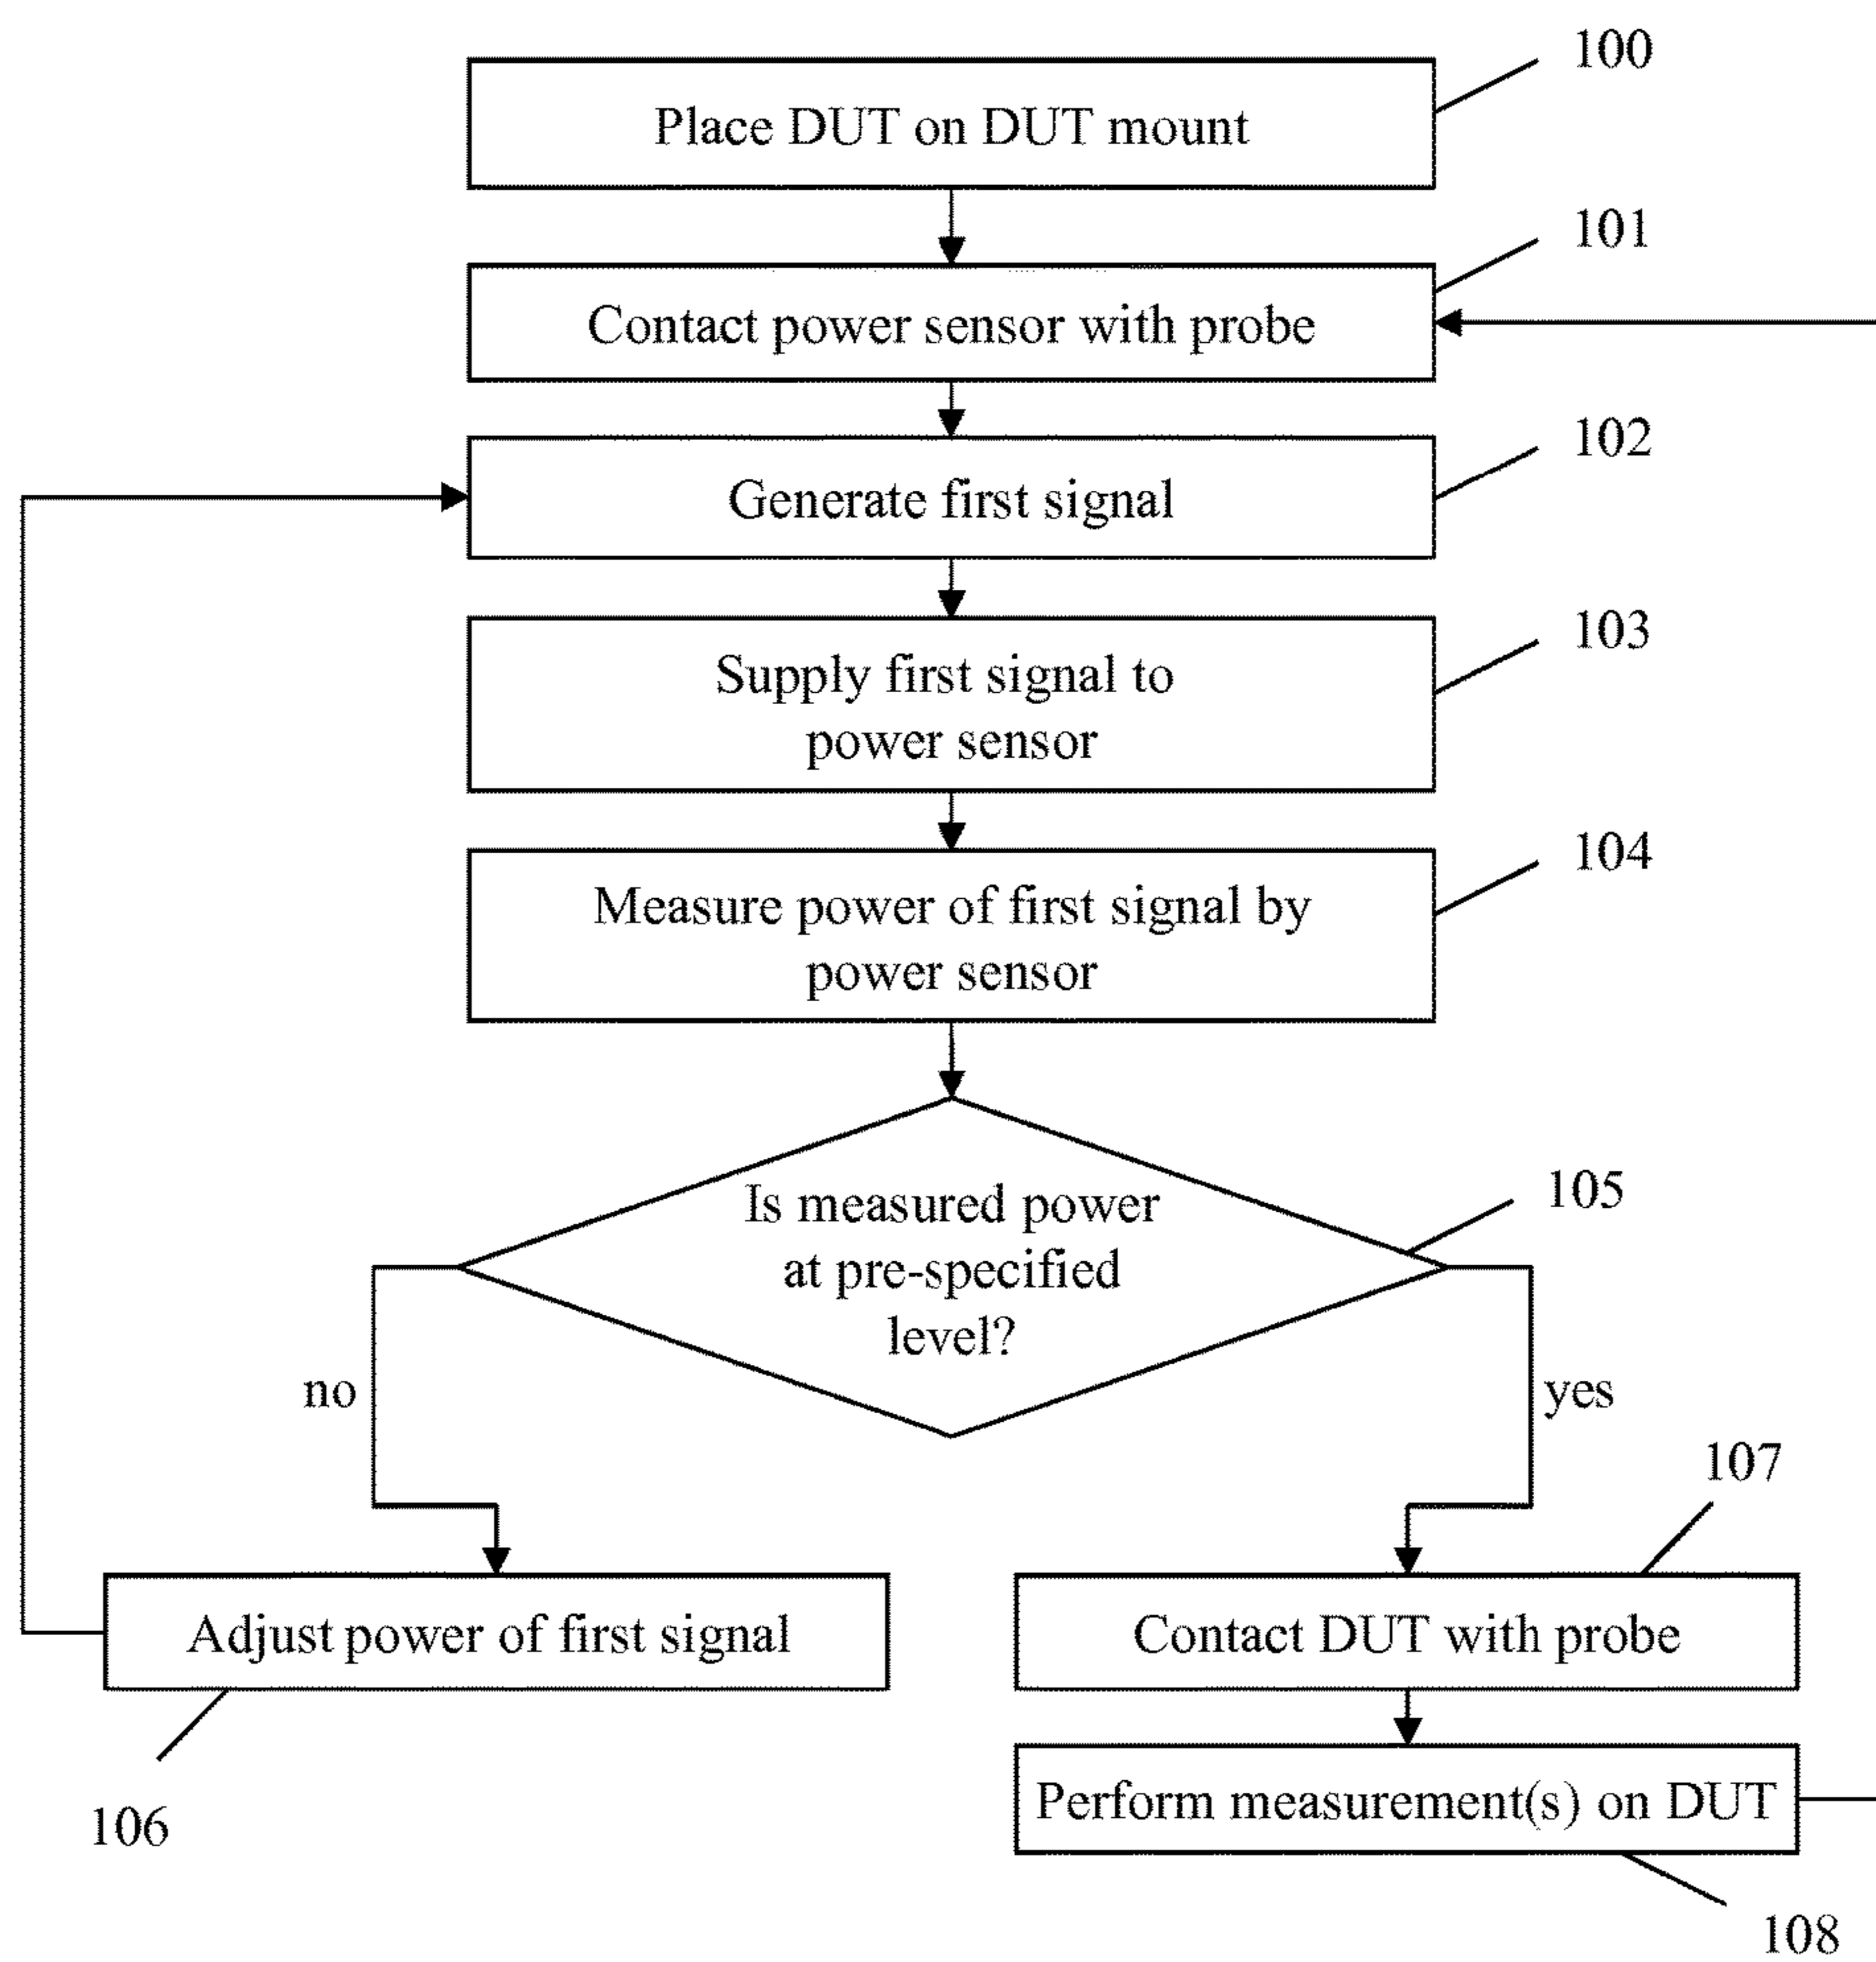 100
Place DUT on DUT mount
101
Contact power sensor with probe
102
Generate first signal
103
Supply first signal to
power sensor
104
Measure power of first signal by
power sensor
105
Is measured power
at pre-specified
level?
no
yes
107
Adjust power of first signal
Contact DUT with probe
Perform measurement(s) on DUT
106
108